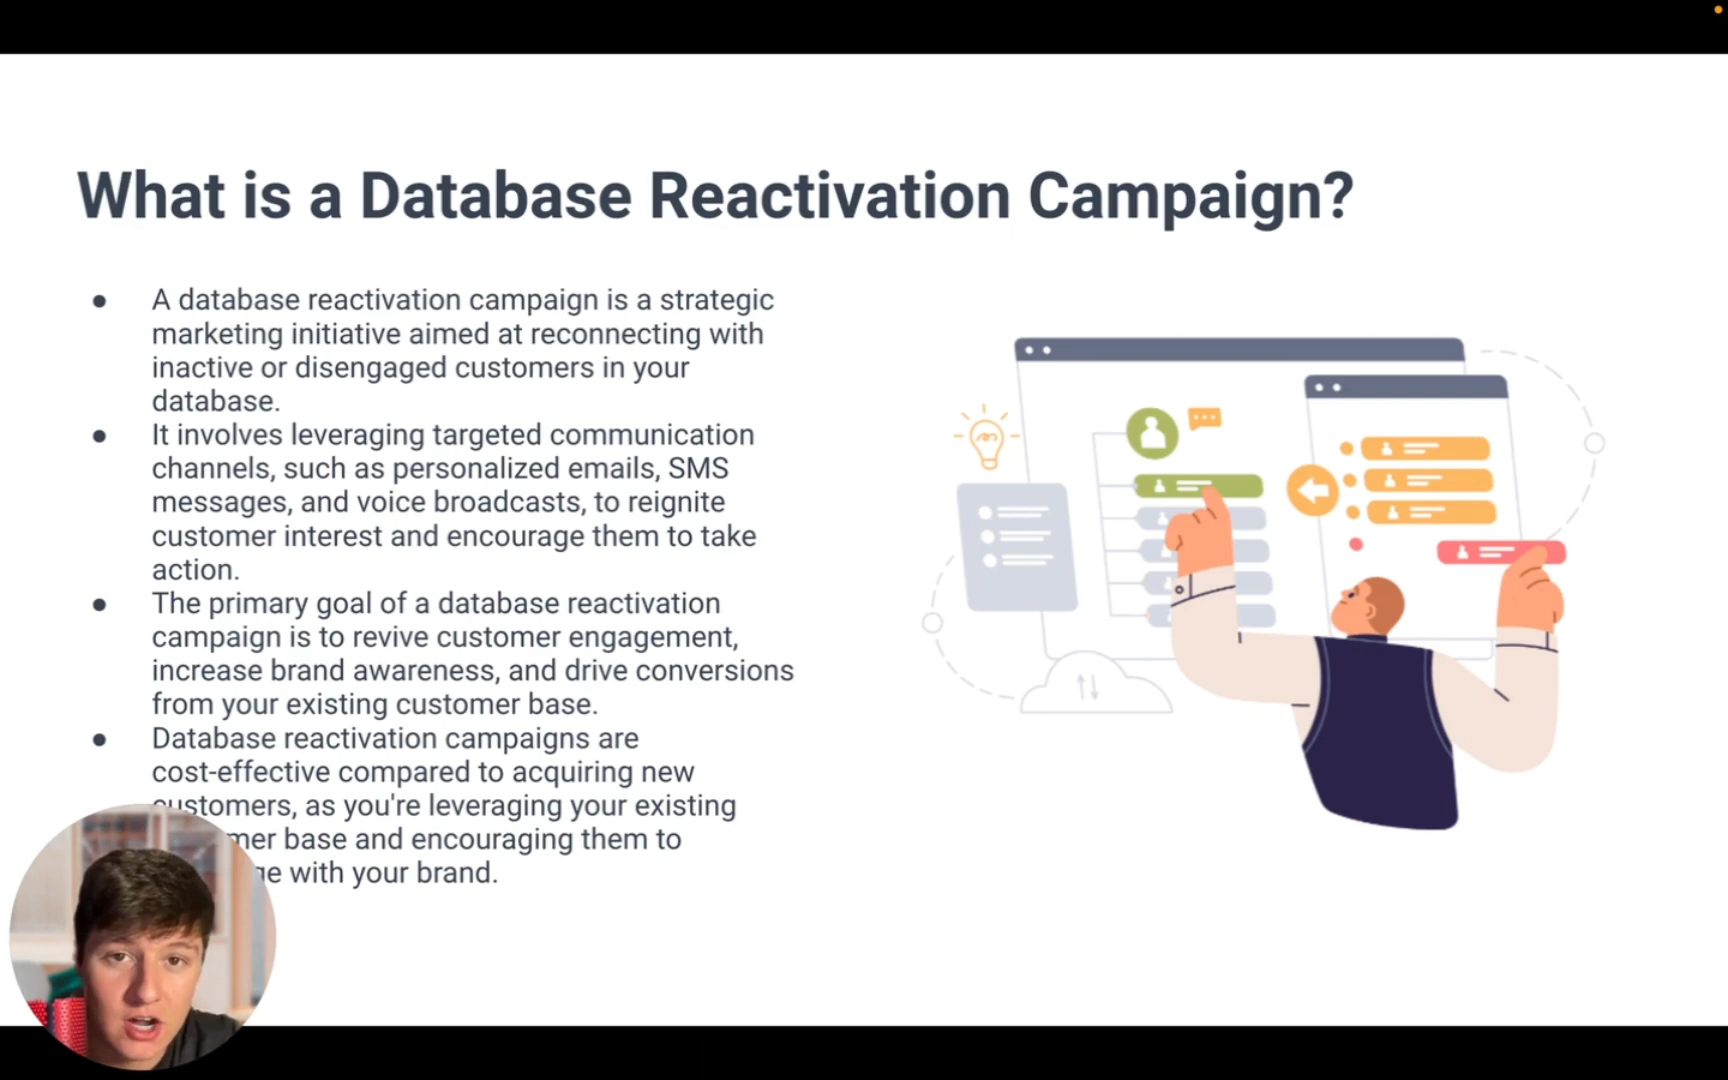 What is a Database Reactivation Campaign?
● A database reactivation campaign is a strategic
marketing initiative aimed at reconnecting with
inactive or disengaged customers in your
database.
● It involves leveraging targeted communication
channels, such as personalized emails, SMS
messages, and voice broadcasts, to reignite
customer interest and encourage them to take
action.
● The primary goal of a database reactivation
campaign is to revive customer engagement,
increase brand awareness, and drive conversions
from your existing customer base.
● Database reactivation campaigns are
cost-effective compared to acquiring new
customers, as you're leveraging your existing
base and encouraging them to
with your brand.